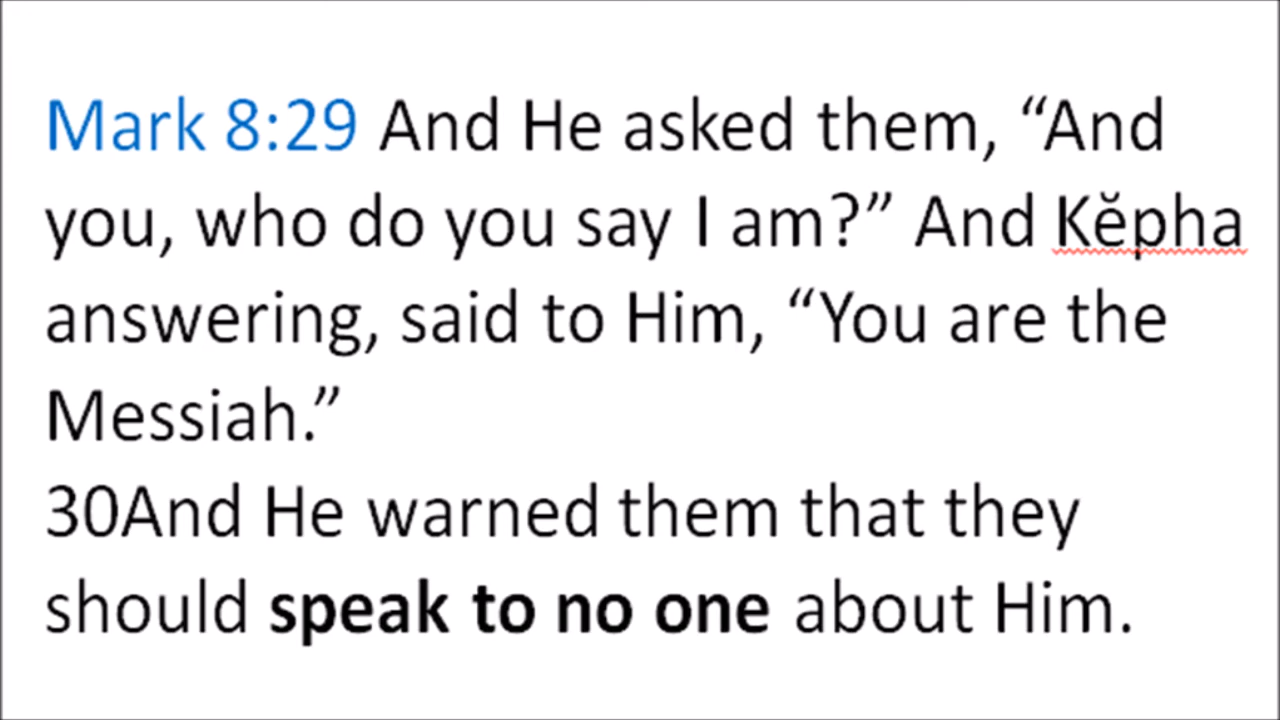 Mark 8:29 And He asked them, “And
you, who do you say I am?” And Kĕpha
answering, said to Him, “You are the
Messiah.”
30And He warned them that they
should speak to no one about Him.